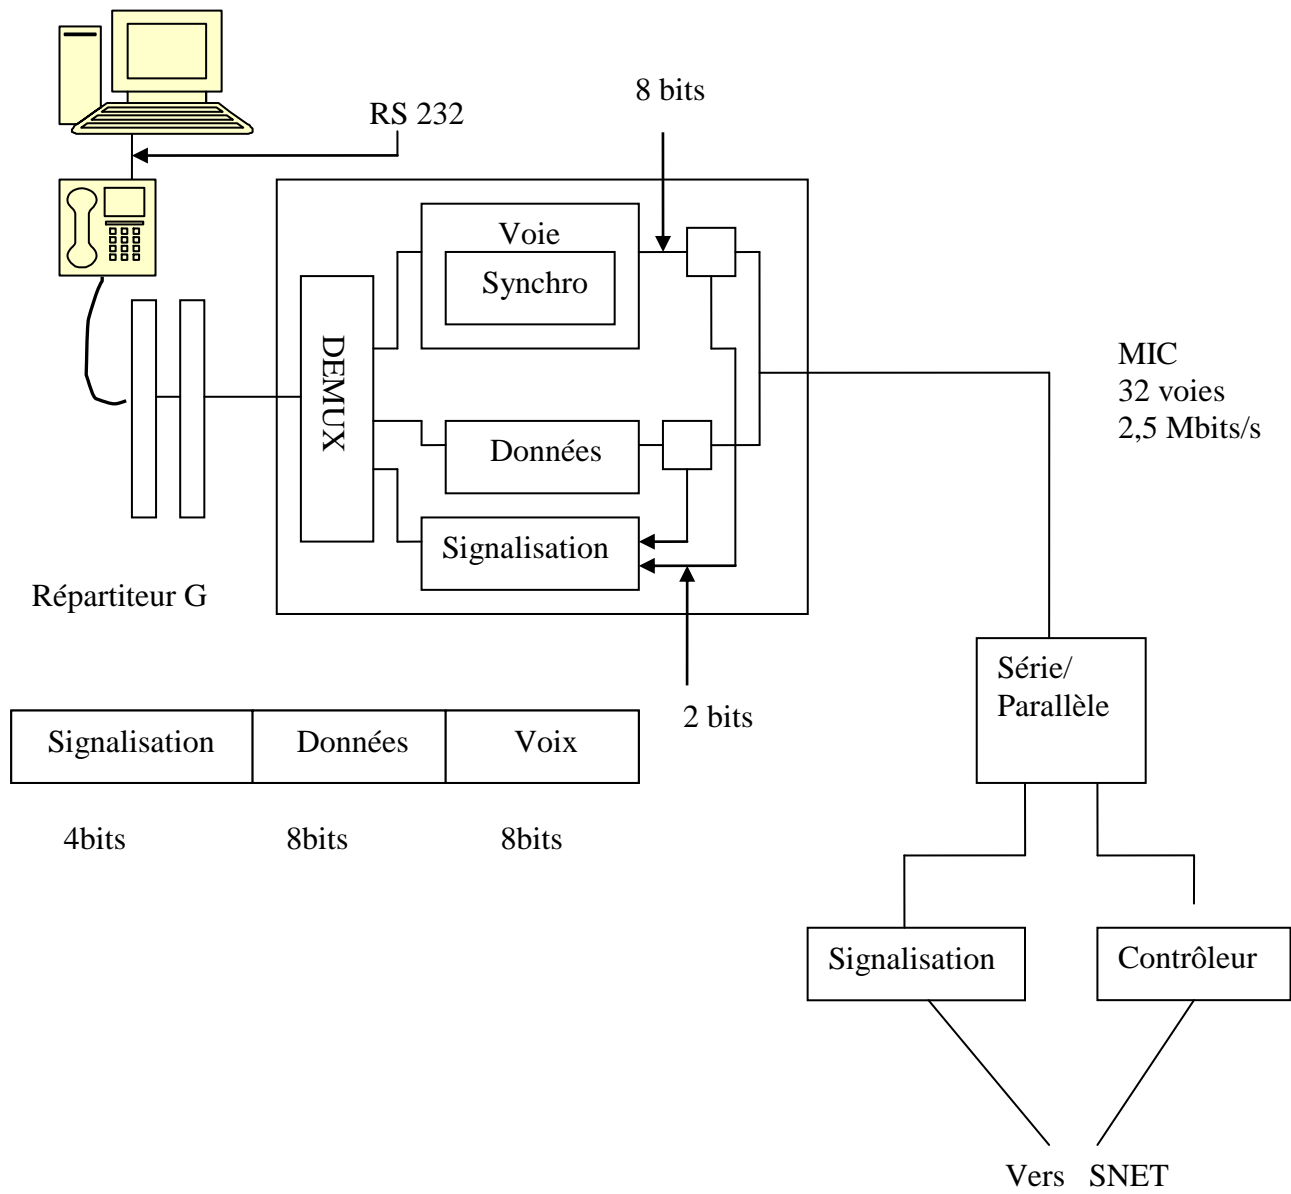 8 bits
RS 232
Voie
Synchro
DEMUX
Données
Signalisation
MIC
32 voies
2,5 Mbits/s
Répartiteur G
Série/
Parallèle
2 bits
Signalisation Données Voix
4bits 8bits 8bits
Signalisation
Contrôleur
Vers SNET